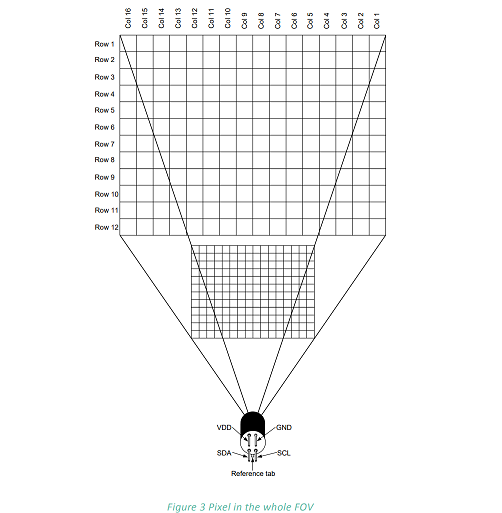 Col 16 Col 15 Col 14 Col 13 Col 12 Col 11 Col 10 Col 9 Col 8 Col 7 Col 6 Col 5 Col 4 Col 3 Col 2 Col 1
Row 1
Row 2
Row 3
Row 4
Row 5
Row 6
Row 7
Row 8
Row 9
Row 10
Row 11
Row 12
VDD GND
SDA SCL
Reference tab
Figure 3 Pixel in the whole FOV